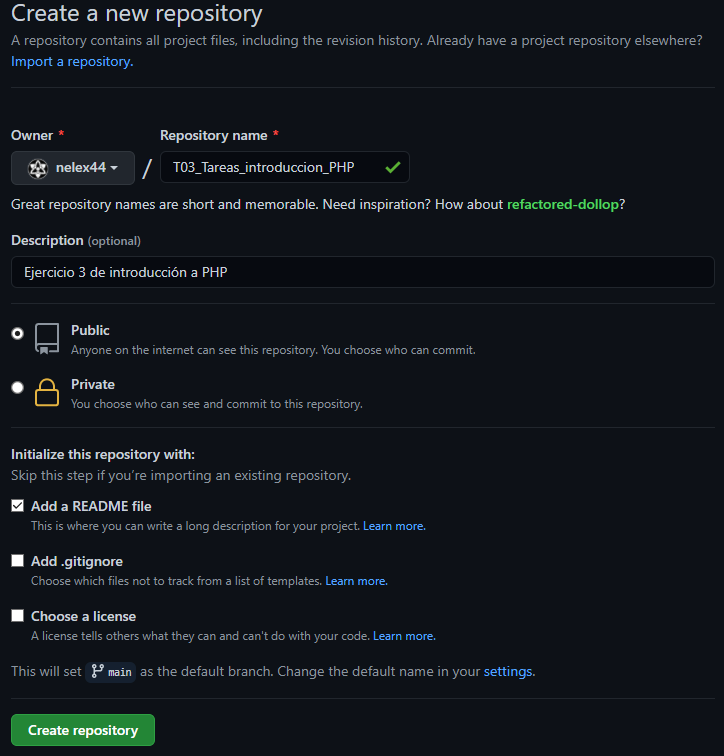 Create a new repository
A repository contains all project files, including the revision history. Already have a project repository elsewhere?
Import a repository.
Owner * Repository name *
nelex44 / T03_Tareas_introduccion_PHP
Great repository names are short and memorable. Need inspiration? How about refactored-dollop?
Description (optional)
Ejercicio 3 de introducción a PHP
Public
Anyone on the internet can see this repository. You choose who can commit.
Private
You choose who can see and commit to this repository.
Initialize this repository with:
Skip this step if you're importing an existing repository.
Add a README file
This is where you can write a long description for your project. Learn more.
Add .gitignore
Choose which files not to track from a list of templates. Learn more.
Choose a license
A license tells others what they can and can't do with your code. Learn more.
This will set main as the default branch. Change the default name in your settings.
Create repository